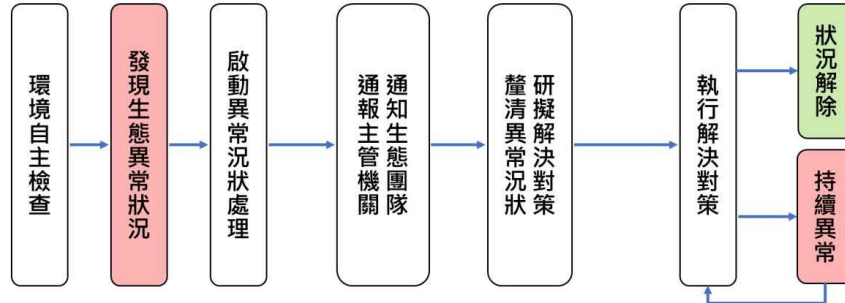 環境自主檢查
發現生態異常狀況
啟動異常況狀處理
通知生態團隊
通報主管機關
研擬解決對策
釐清異常況狀
執行解決對策
狀況解除
持續異常